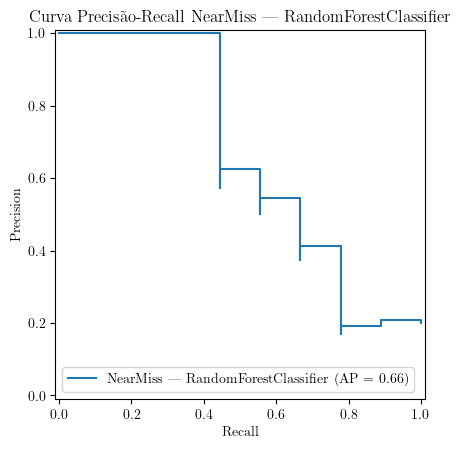 Curva Precisão-Recall NearMiss — RandomForestClassifier
1.0
0.8
0.6
0.4
0.2
0.0
Precision
NearMiss — RandomForestClassifier (AP = 0.66)
0.0 0.2 0.4 0.6 0.8 1.0
Recall